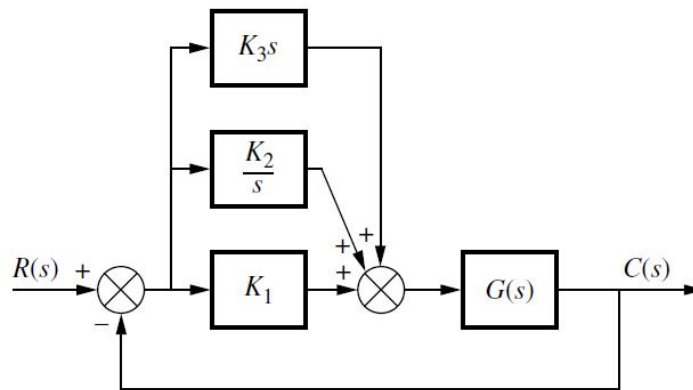 K₃s
K₂
s
+ +
R(s) + K₁ + G(s) C(s)
−